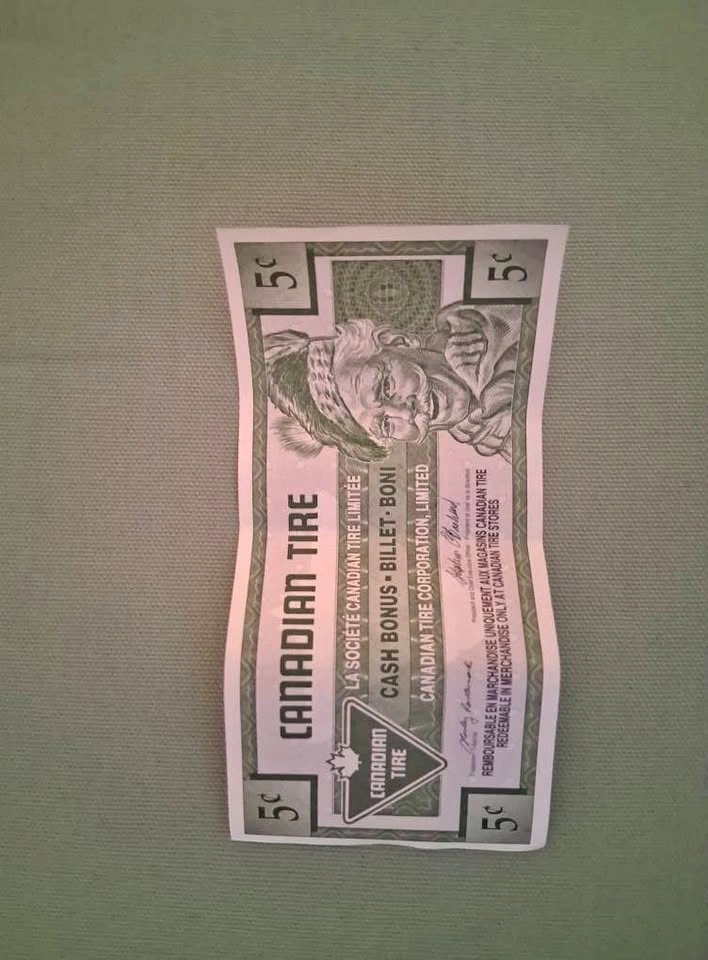 5¢
5¢
CANADIAN TIRE
LA SOCIÉTÉ CANADIAN TIRE LIMITÉE
CASH BONUS • BILLET • BONI
CANADIAN TIRE CORPORATION, LIMITED
CANADIAN
TIRE
REMBOURSABLE EN MARCHANDISE UNIQUEMENT AUX MAGASINS CANADIAN TIRE
REDEEMABLE IN MERCHANDISE ONLY AT CANADIAN TIRE STORES
5¢
5¢